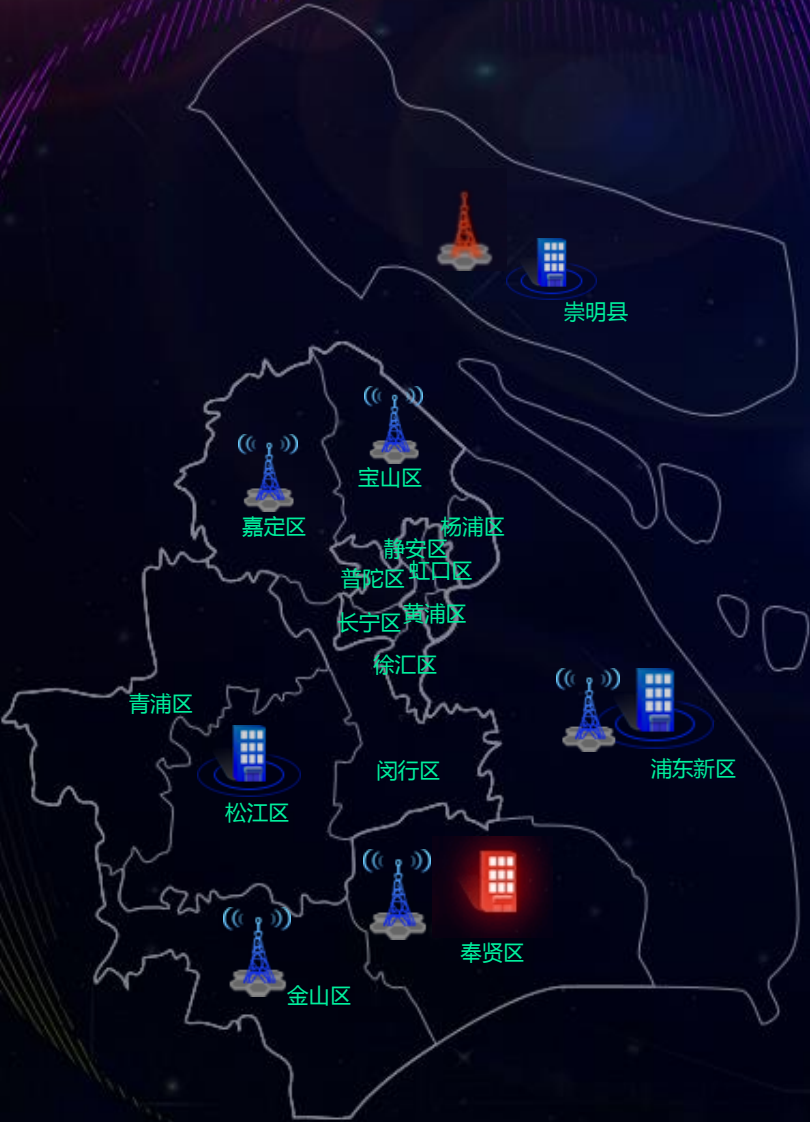 崇明县
宝山区
嘉定区
杨浦区
静安区
虹口区
普陀区
黄浦区
长宁区
徐汇区
青浦区
浦东新区
闵行区
松江区
奉贤区
金山区